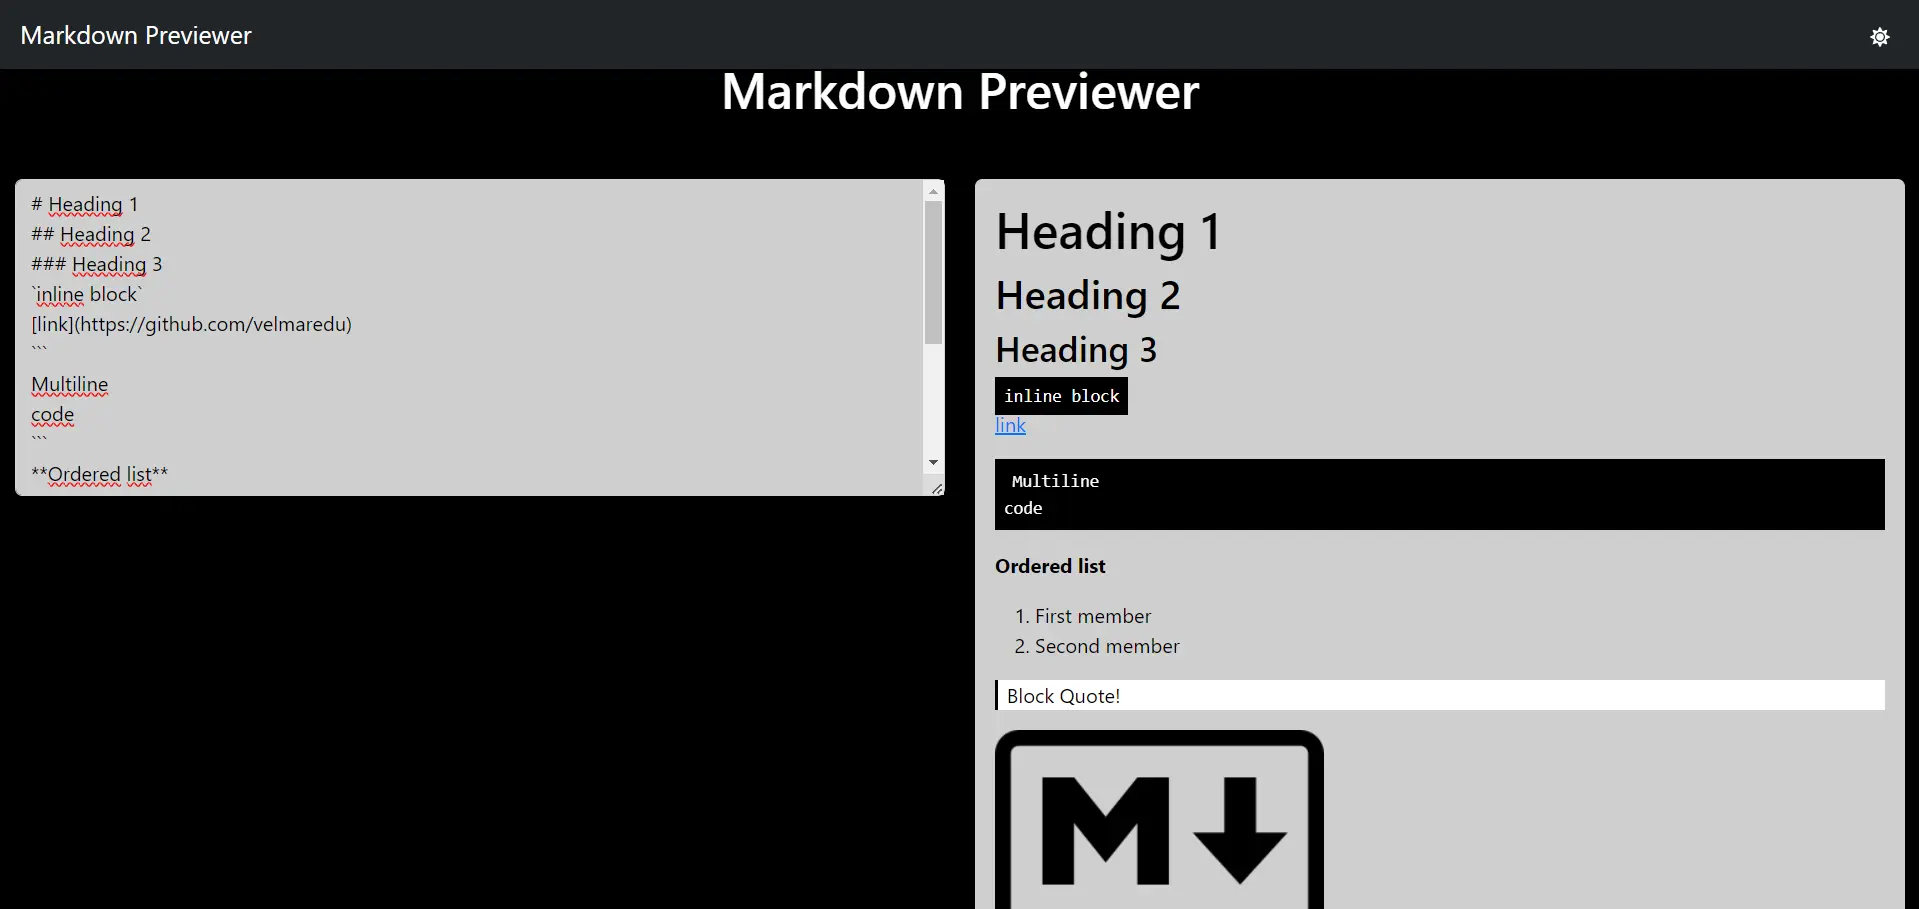 Markdown Previewer
Markdown Previewer
# Heading 1
## Heading 2
### Heading 3
`inline block`
[link](https://github.com/velmaredu)
```
Multiline
code
```
**Ordered list**
Heading 1
Heading 2
Heading 3
inline block
link
Multiline
code
Ordered list
1. First member
2. Second member
Block Quote!
M